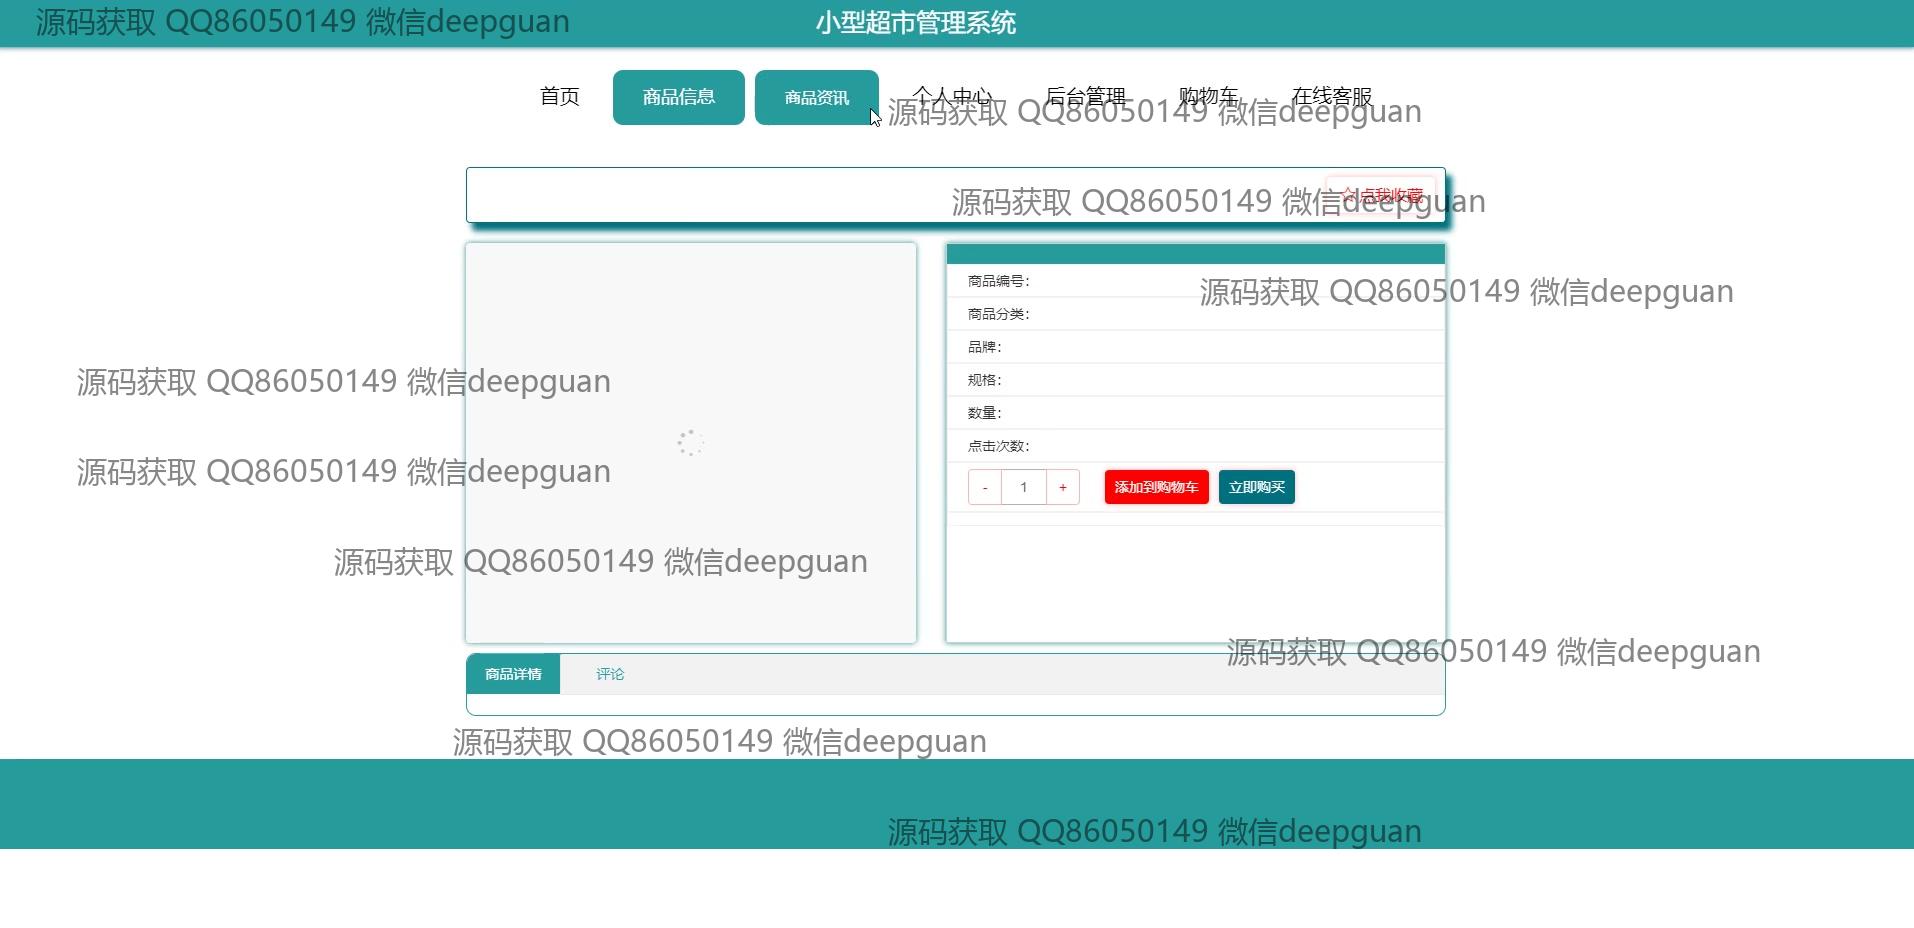 源码获取 QQ86050149 微信deepguan
小型超市管理系统
首页 商品信息 商品资讯 个人中心 后台管理 购物车 在线客服
源码获取 QQ86050149 微信deepguan
☆点我收藏
源码获取 QQ86050149 微信deepguan
商品编号:
源码获取 QQ86050149 微信deepguan
商品分类:
品牌:
规格:
源码获取 QQ86050149 微信deepguan
数量:
点击次数:
源码获取 QQ86050149 微信deepguan
- 1 + 添加到购物车 立即购买
源码获取 QQ86050149 微信deepguan
源码获取 QQ86050149 微信deepguan
商品详情 评论
源码获取 QQ86050149 微信deepguan
源码获取 QQ86050149 微信deepguan